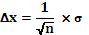 Δx = 1/√n × σ